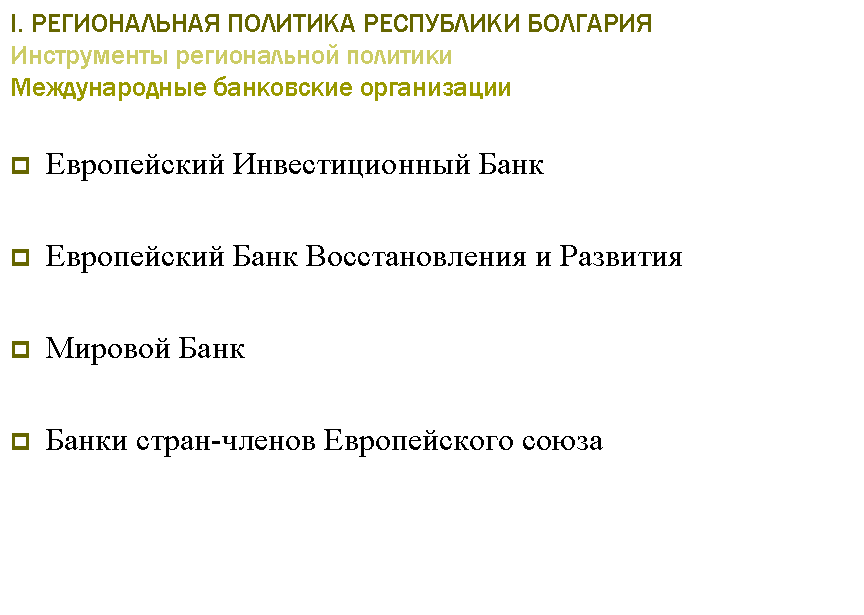 I. РЕГИОНАЛЬНАЯ ПОЛИТИКА РЕСПУБЛИКИ БОЛГАРИЯ
Инструменты региональной политики
Международные банковские организации
Европейский Инвестиционный Банк
Европейский Банк Восстановления и Развития
Мировой Банк
Банки стран-членов Европейского союза